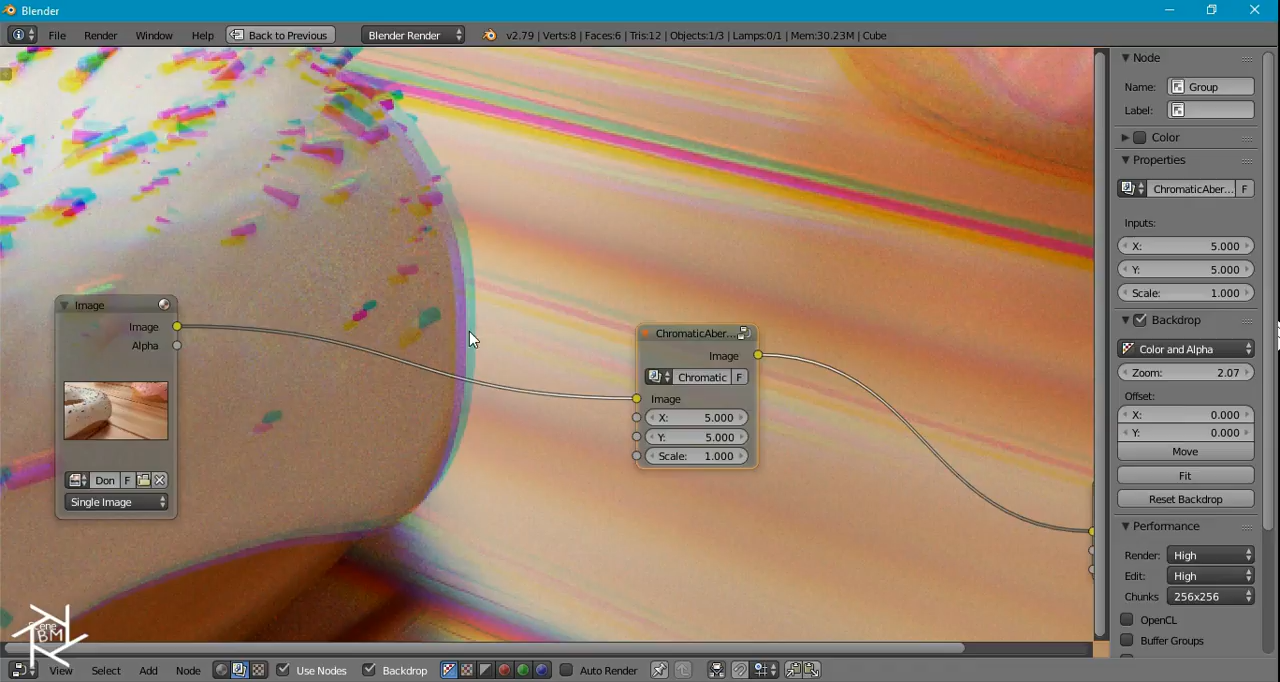 Blender
File Render Window Help Back to Previous Blender Render v2.79 | Verts:8 | Faces:6 | Tris:12 | Objects:1/3 | Lamps:0/1 | Mem:30.23M | Cube
Node
Name: Group
Label:
Color
Properties
ChromaticAber... F
Inputs:
X: 5.000
Y: 5.000
Scale: 1.000
Backdrop
Color and Alpha
Zoom: 2.07
Offset:
X: 0.000
Y: 0.000
Move
Fit
Reset Backdrop
Performance
Render: High
Edit: High
Chunks 256x256
OpenCL
Buffer Groups
Image
Image
Alpha
Don F
Single Image
ChromaticAber...
Image
Chromatic F
Image
X: 5.000
Y: 5.000
Scale: 1.000
BM
View Select Add Node Use Nodes Backdrop Auto Render